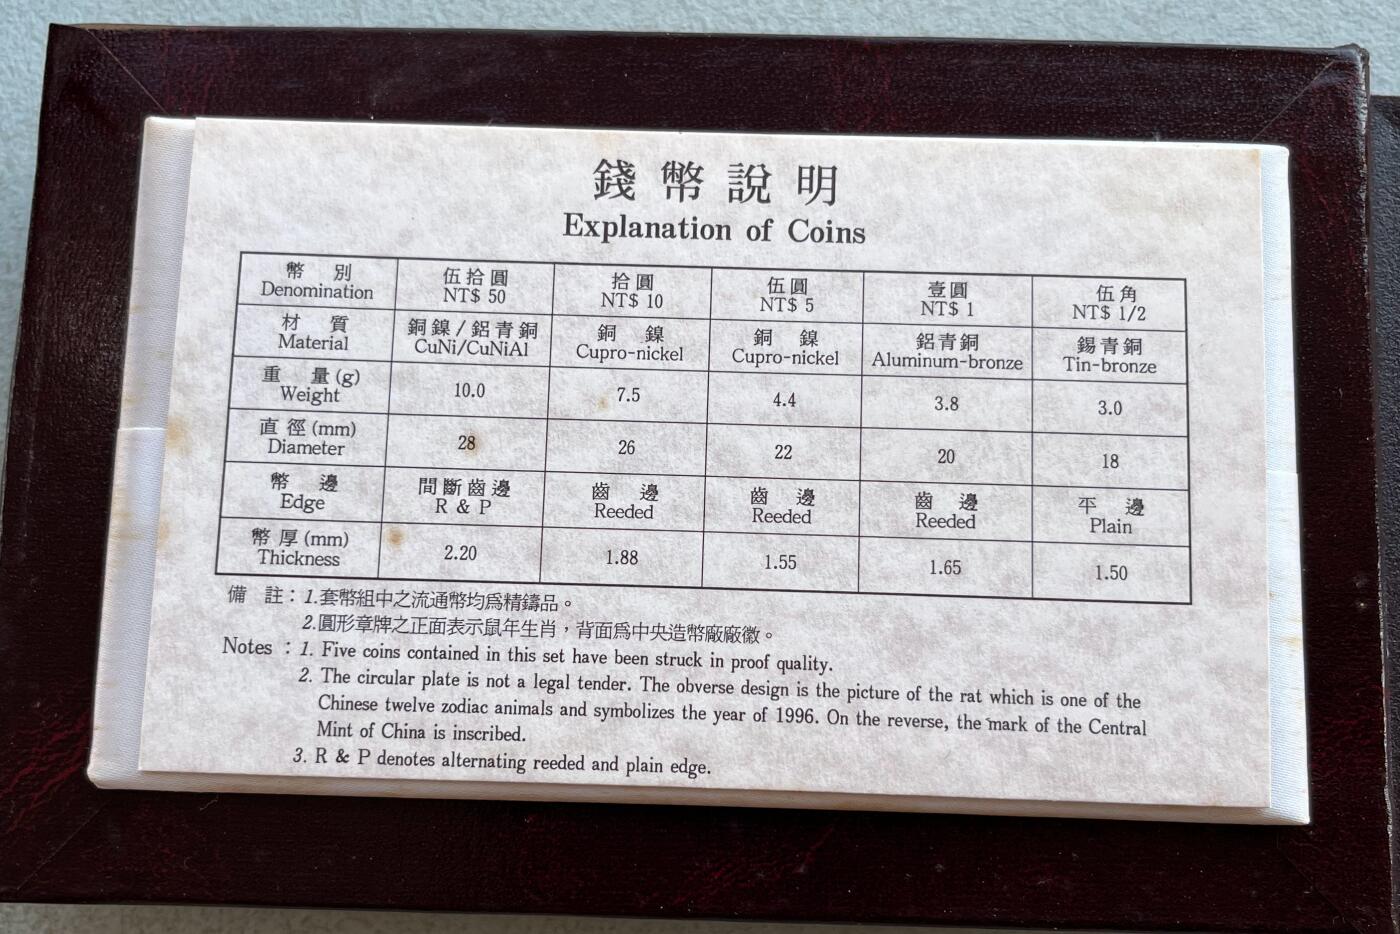 錢幣說明
Explanation of Coins
幣別 伍拾圓 拾圓 伍圓 壹圓 伍角
Denomination NT$ 50 NT$ 10 NT$ 5 NT$ 1 NT$ 1/2
材質 銅鎳/鋁青銅 銅鎳 銅鎳 鋁青銅 錫青銅
Material CuNi/CuNiAl Cupro-nickel Cupro-nickel Aluminum-bronze Tin-bronze
重量(g)
Weight 10.0 7.5 4.4 3.8 3.0
直徑(mm)
Diameter 28 26 22 20 18
幣邊 間斷齒邊 齒邊 齒邊 齒邊 平邊
Edge R & P Reeded Reeded Reeded Plain
幣厚(mm)
Thickness 2.20 1.88 1.55 1.65 1.50
備註：1.套幣組中之流通幣均爲精鑄品。
2.圓形章牌之正面表示鼠年生肖，背面爲中央造幣廠廠徽。
Notes : 1. Five coins contained in this set have been struck in proof quality.
2. The circular plate is not a legal tender. The obverse design is the picture of the rat which is one of the
Chinese twelve zodiac animals and symbolizes the year of 1996. On the reverse, the mark of the Central
Mint of China is inscribed.
3. R & P denotes alternating reeded and plain edge.